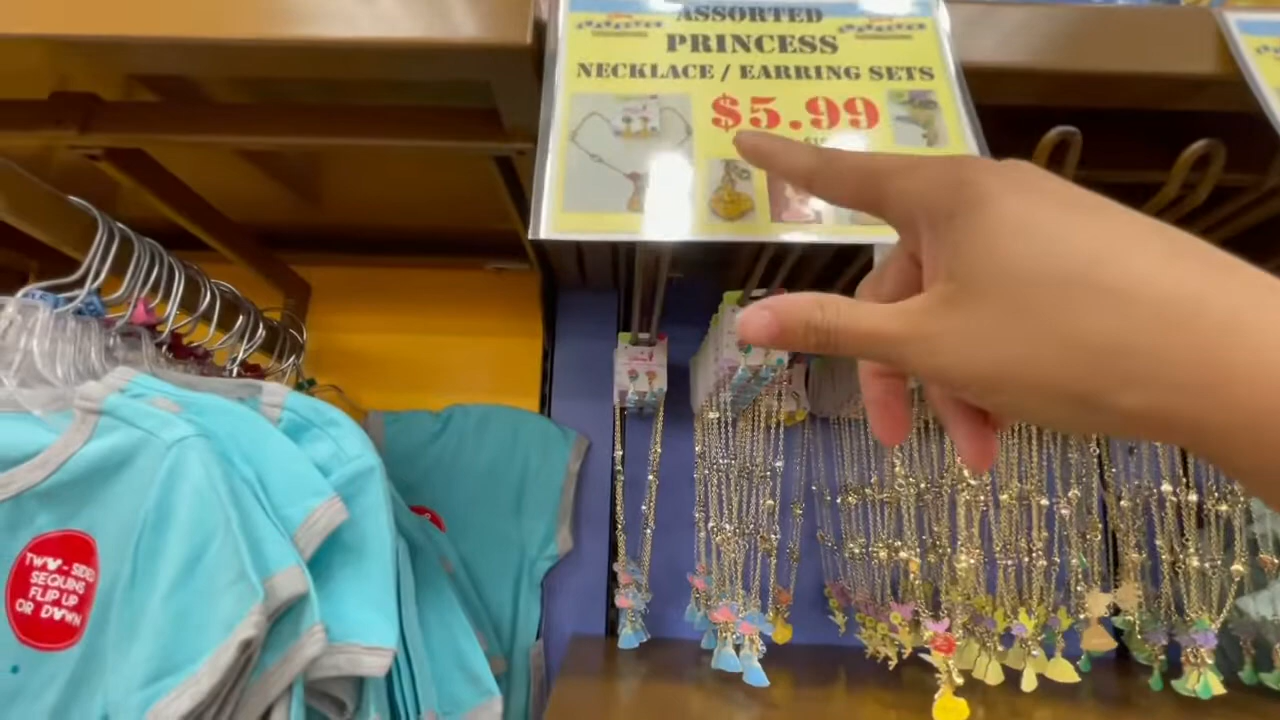 ASSORTED
PRINCESS
NECKLACE / EARRING SETS
$5.99
TWO-SIDED
SEQUINS
FLIP UP
OR DOWN